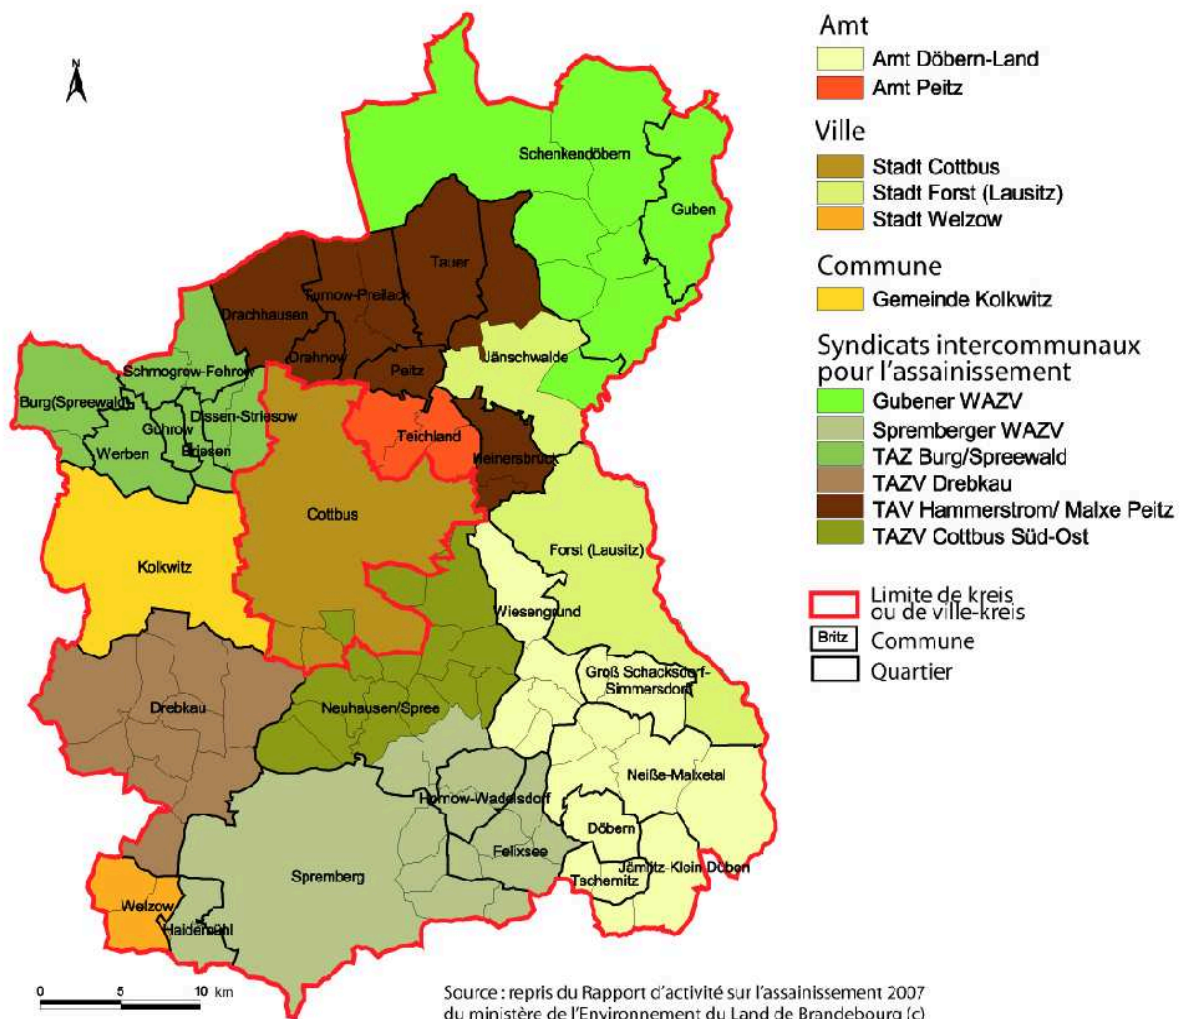 N
Schenkendöbern
Guben
Tauer
Turnow-Preilack
Drachhausen
Drehnow
Peitz
Jänschwalde
Schmogrow-Fehrow
Burg(Spreewald)
Dissen-Striesow
Guhrow
Werben
Briesen
Teichland
Heinersbrück
Cottbus
Kolkwitz
Forst (Lausitz)
Wiesengrund
Groß Schacksdorf-
Simmersdorf
Drebkau
Neuhausen/Spree
Neiße-Malxetal
Hornow-Wadelsdorf
Döbern
Felixsee
Jämlitz-Klein Düben
Tschernitz
Spremberg
Welzow
Haidemühl
0 5 10 km
Amt
Amt Döbern-Land
Amt Peitz
Ville
Stadt Cottbus
Stadt Forst (Lausitz)
Stadt Welzow
Commune
Gemeinde Kolkwitz
Syndicats intercommunaux
pour l'assainissement
Gubener WAZV
Spremberger WAZV
TAZ Burg/Spreewald
TAZV Drebkau
TAV Hammerstrom/ Malxe Peitz
TAZV Cottbus Süd-Ost
Limite de kreis
ou de ville-kreis
Britz Commune
Quartier
Source : repris du Rapport d'activité sur l'assainissement 2007
du ministère de l'Environnement du Land de Brandebourg (c)